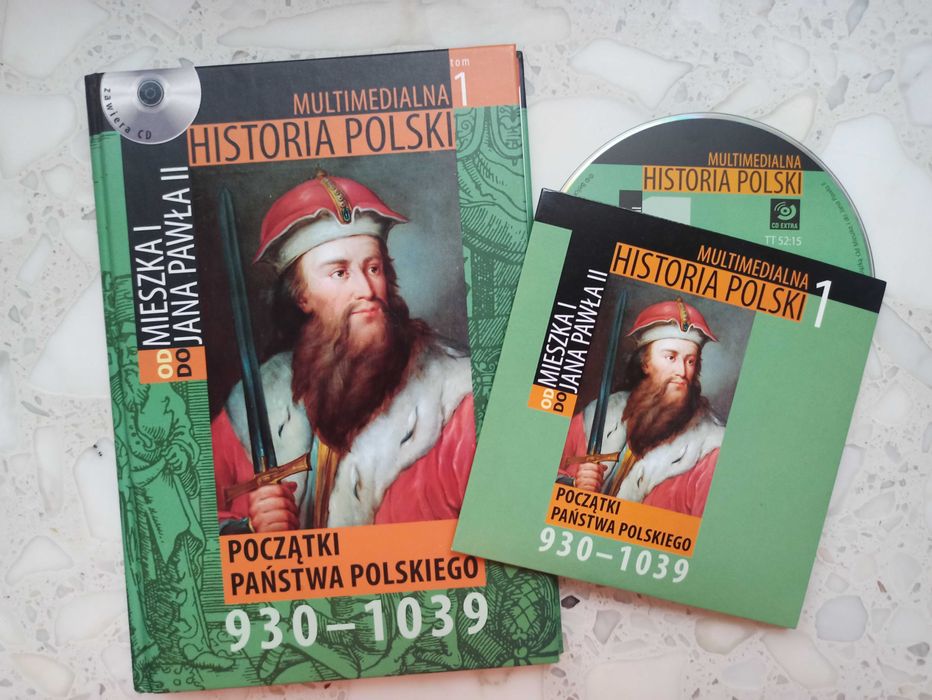 zawiera CD
tom
1
MULTIMEDIALNA
HISTORIA POLSKI
OD MIESZKA I
DO JANA PAWŁA II
POCZĄTKI
PAŃSTWA POLSKIEGO
930–1039
MULTIMEDIALNA
HISTORIA POLSKI
1
CD EXTRA
TT 52:15
MULTIMEDIALNA
HISTORIA POLSKI
1
OD MIESZKA I
DO JANA PAWŁA II
POCZĄTKI
PAŃSTWA POLSKIEGO
930–1039